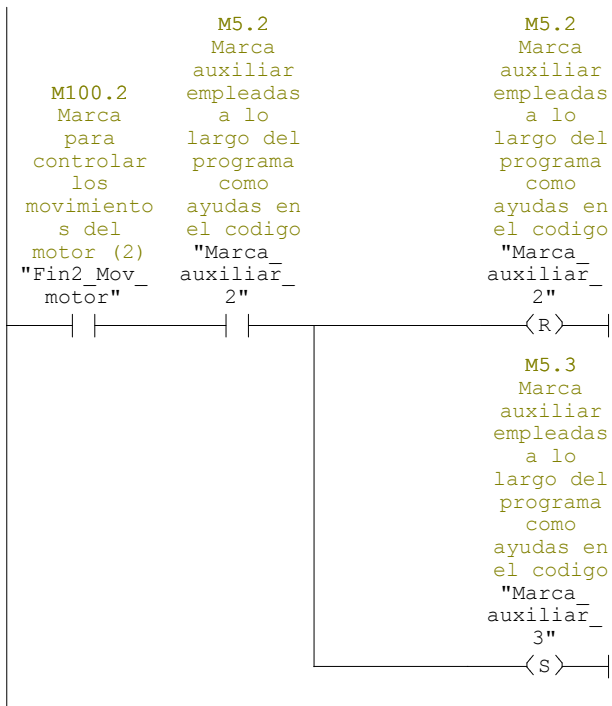 M100.2
Marca
para
controlar
los
movimiento
s del
motor (2)
"Fin2_Mov_
motor"
M5.2
Marca
auxiliar
empleadas
a lo
largo del
programa
como
ayudas en
el codigo
"Marca_
auxiliar_
2"
M5.2
Marca
auxiliar
empleadas
a lo
largo del
programa
como
ayudas en
el codigo
"Marca_
auxiliar_
2"
R
M5.3
Marca
auxiliar
empleadas
a lo
largo del
programa
como
ayudas en
el codigo
"Marca_
auxiliar_
3"
S